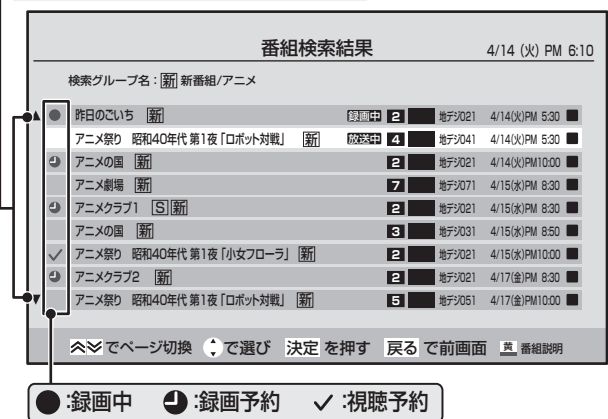 番組検索結果 4/14 (火) PM 6:10
検索グループ名：新 新番組/アニメ
昨日のごいち 新 録画中 2 地デジ021 4/14(火)PM 5:30
アニメ祭り 昭和40年代 第1夜「ロボット対戦」 新 放送中 4 地デジ041 4/14(火)PM 5:30
アニメの国 新 2 地デジ021 4/14(火)PM10:00
アニメ劇場 新 7 地デジ071 4/15(水)PM 8:30
アニメクラブ1 S 新 2 地デジ021 4/15(水)PM 8:30
アニメの国 新 3 地デジ031 4/15(水)PM 8:50
アニメ祭り 昭和40年代 第1夜「小女フローラ」 新 2 地デジ021 4/15(水)PM10:00
アニメクラブ2 新 2 地デジ021 4/17(金)PM 8:30
アニメ祭り 昭和40年代 第1夜「ロボット対戦」 新 5 地デジ051 4/17(金)PM10:00
でページ切換 で選び 決定 を押す 戻る で前画面 黄 番組説明
:録画中 :録画予約 ✓ :視聴予約